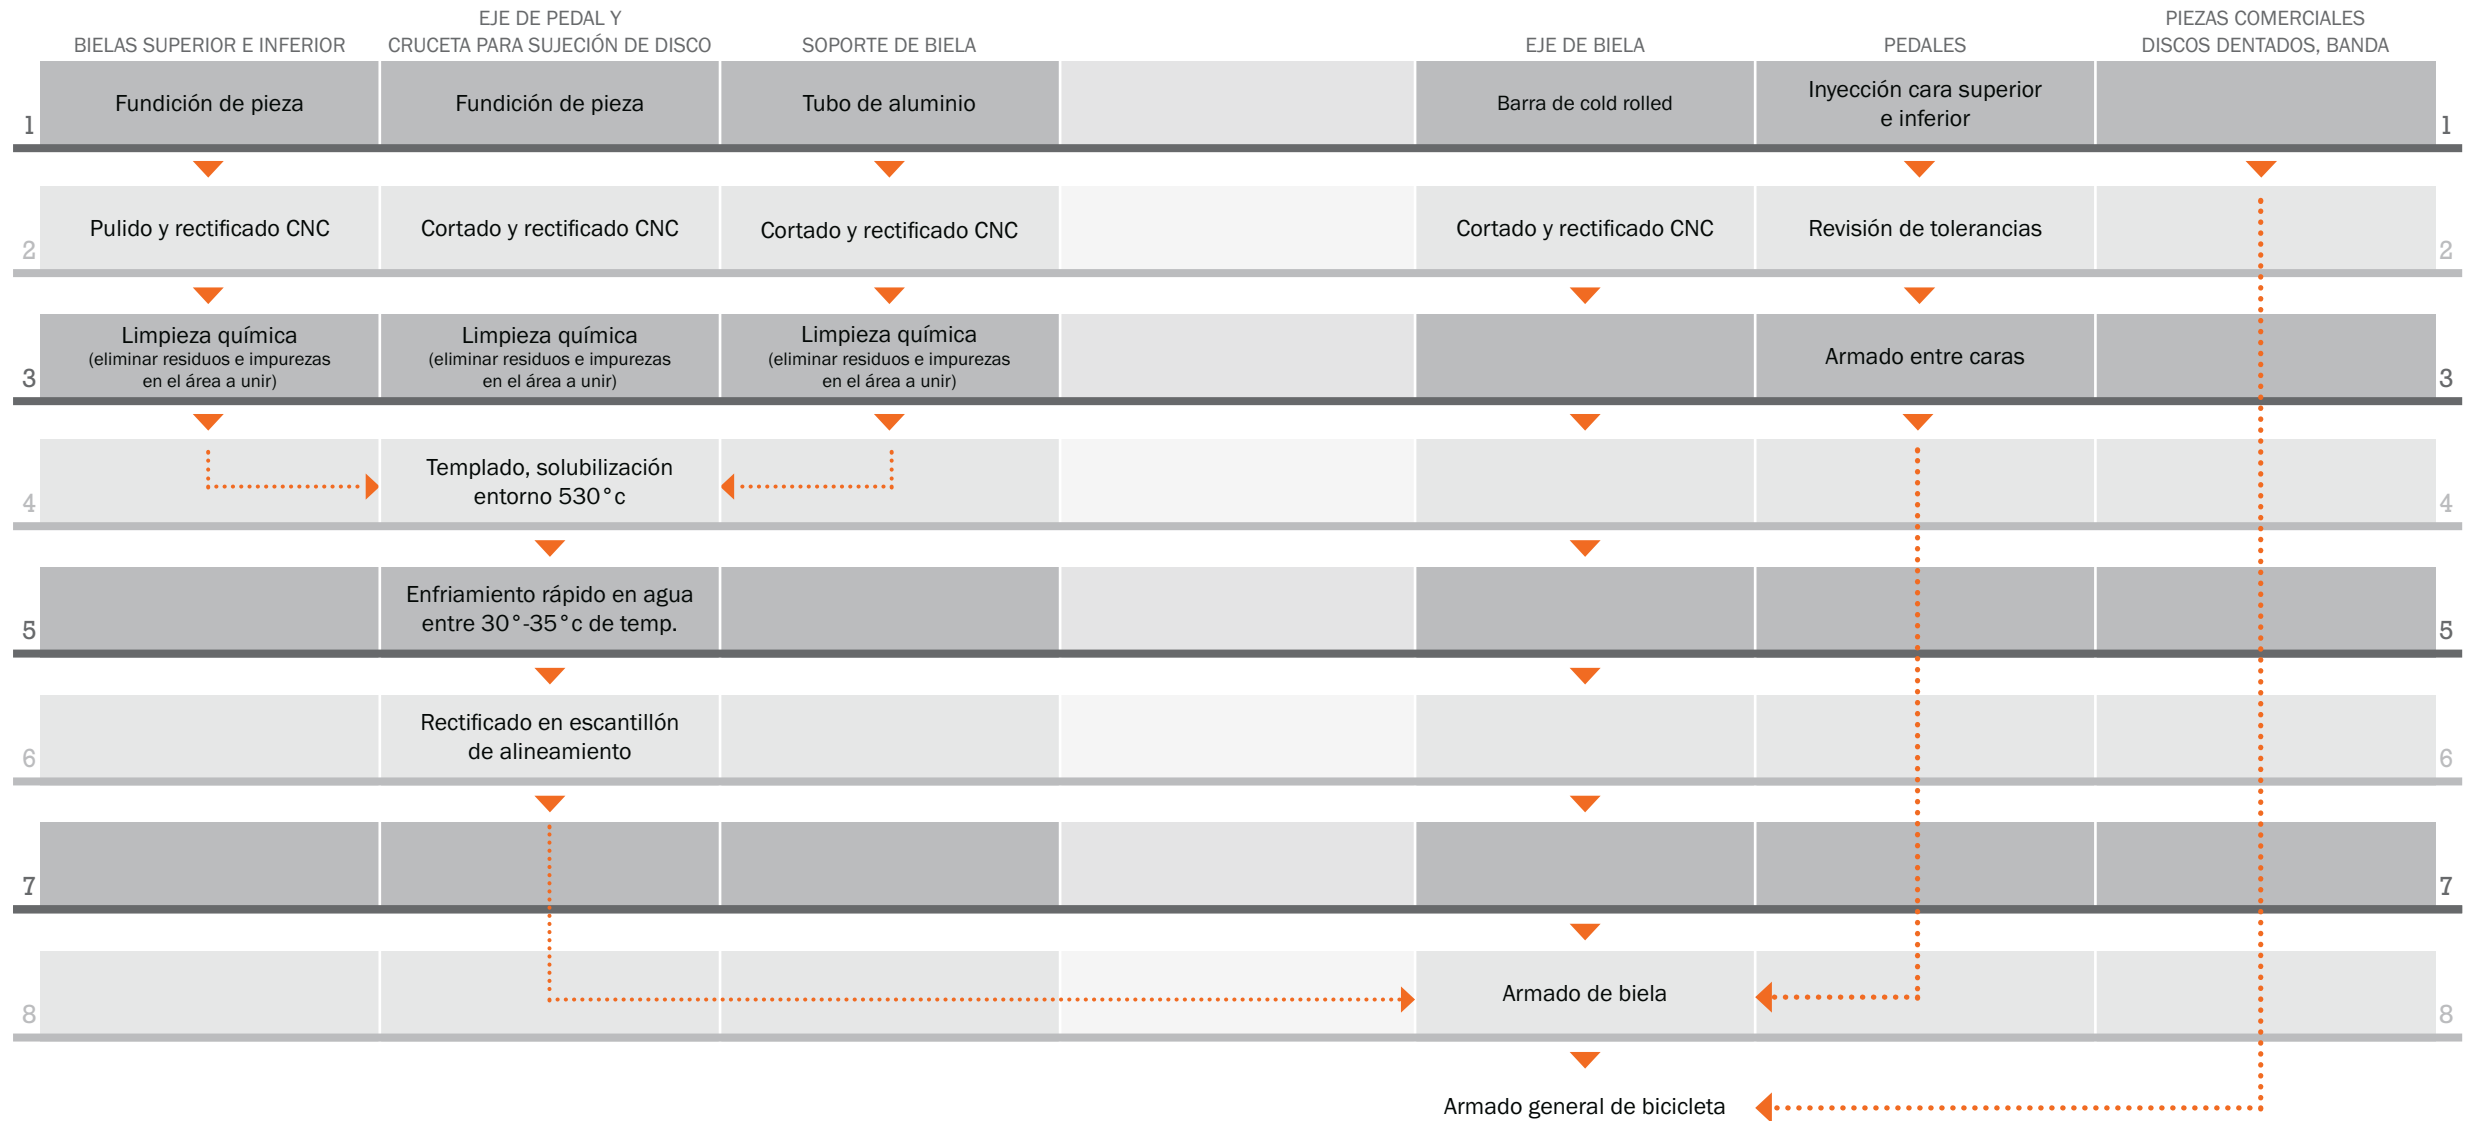 EJE DE PEDAL Y
PIEZAS COMERCIALES
BIELAS SUPERIOR E INFERIOR
CRUCETA PARA SUJECIÓN DE DISCO
SOPORTE DE BIELA
EJE DE BIELA
PEDALES
DISCOS DENTADOS, BANDA
1
Fundición de pieza
Fundición de pieza
Tubo de aluminio
Barra de cold rolled
Inyección cara superior
e inferior
1
2
Pulido y rectificado CNC
Cortado y rectificado CNC
Cortado y rectificado CNC
Cortado y rectificado CNC
Revisión de tolerancias
2
3
Limpieza química
(eliminar residuos e impurezas
en el área a unir)
Limpieza química
(eliminar residuos e impurezas
en el área a unir)
Limpieza química
(eliminar residuos e impurezas
en el área a unir)
Armado entre caras
3
4
Templado, solubilización
entorno 530°c
4
5
Enfriamiento rápido en agua
entre 30°-35°c de temp.
5
6
Rectificado en escantillón
de alineamiento
6
7
7
8
Armado de biela
8
Armado general de bicicleta